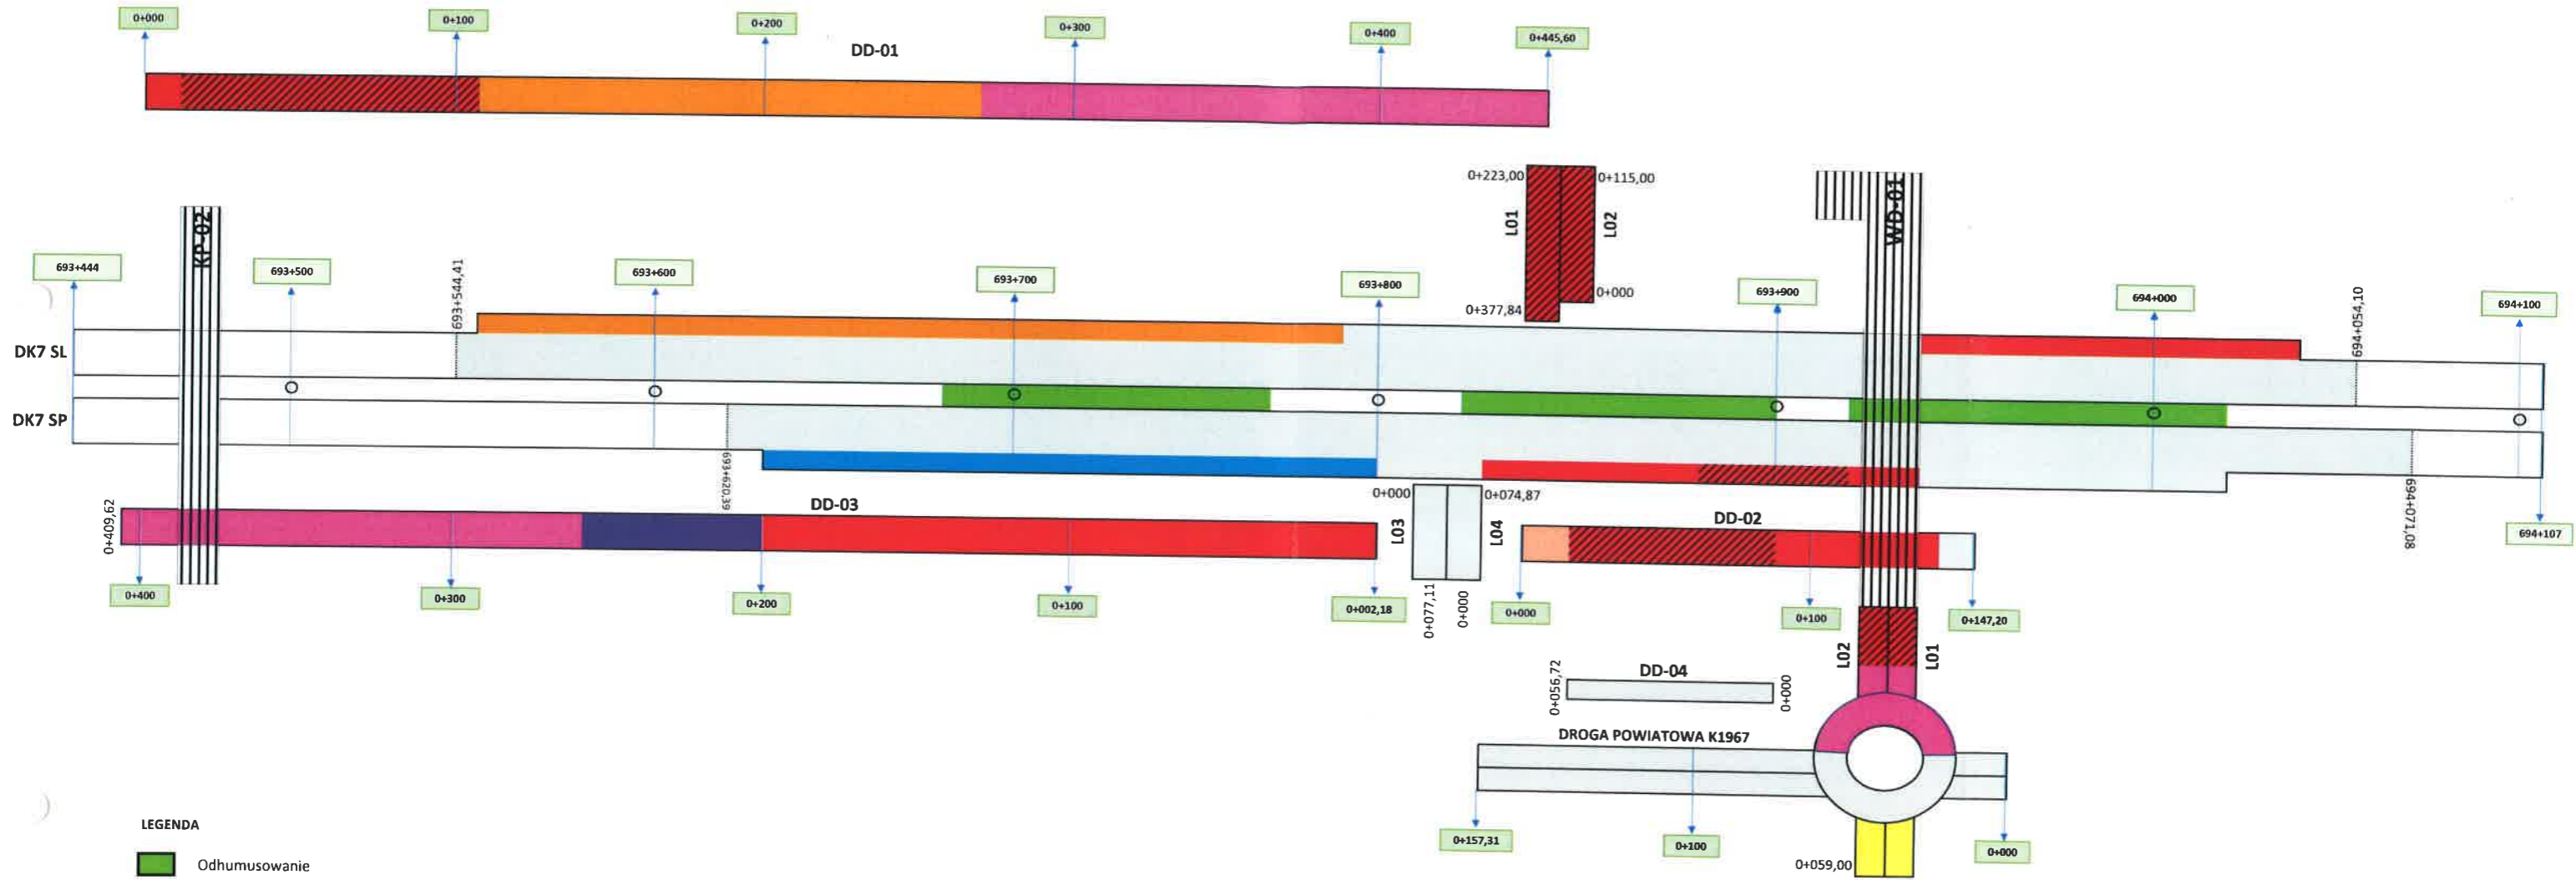 0+000
0+100
0+200
0+300
0+400
0+445,60
DD-01
0+223,00
0+115,00
L01
L02
0+000
0+377,84
KP-02
WD-01
693+444
693+500
693+600
693+700
693+800
693+900
694+000
694+100
693+544,41
694+054,10
DK7 SL
DK7 SP
693+620,39
694+071,08
694+107
0+409,62
DD-03
0+000
0+074,87
L03
L04
0+077,11
0+000
DD-02
0+400
0+300
0+200
0+100
0+002,18
0+000
0+100
0+147,20
L02
L01
0+056,72
DD-04
0+000
DROGA POWIATOWA K1967
0+157,31
0+100
0+000
0+059,00
LEGENDA
Odhumusowanie